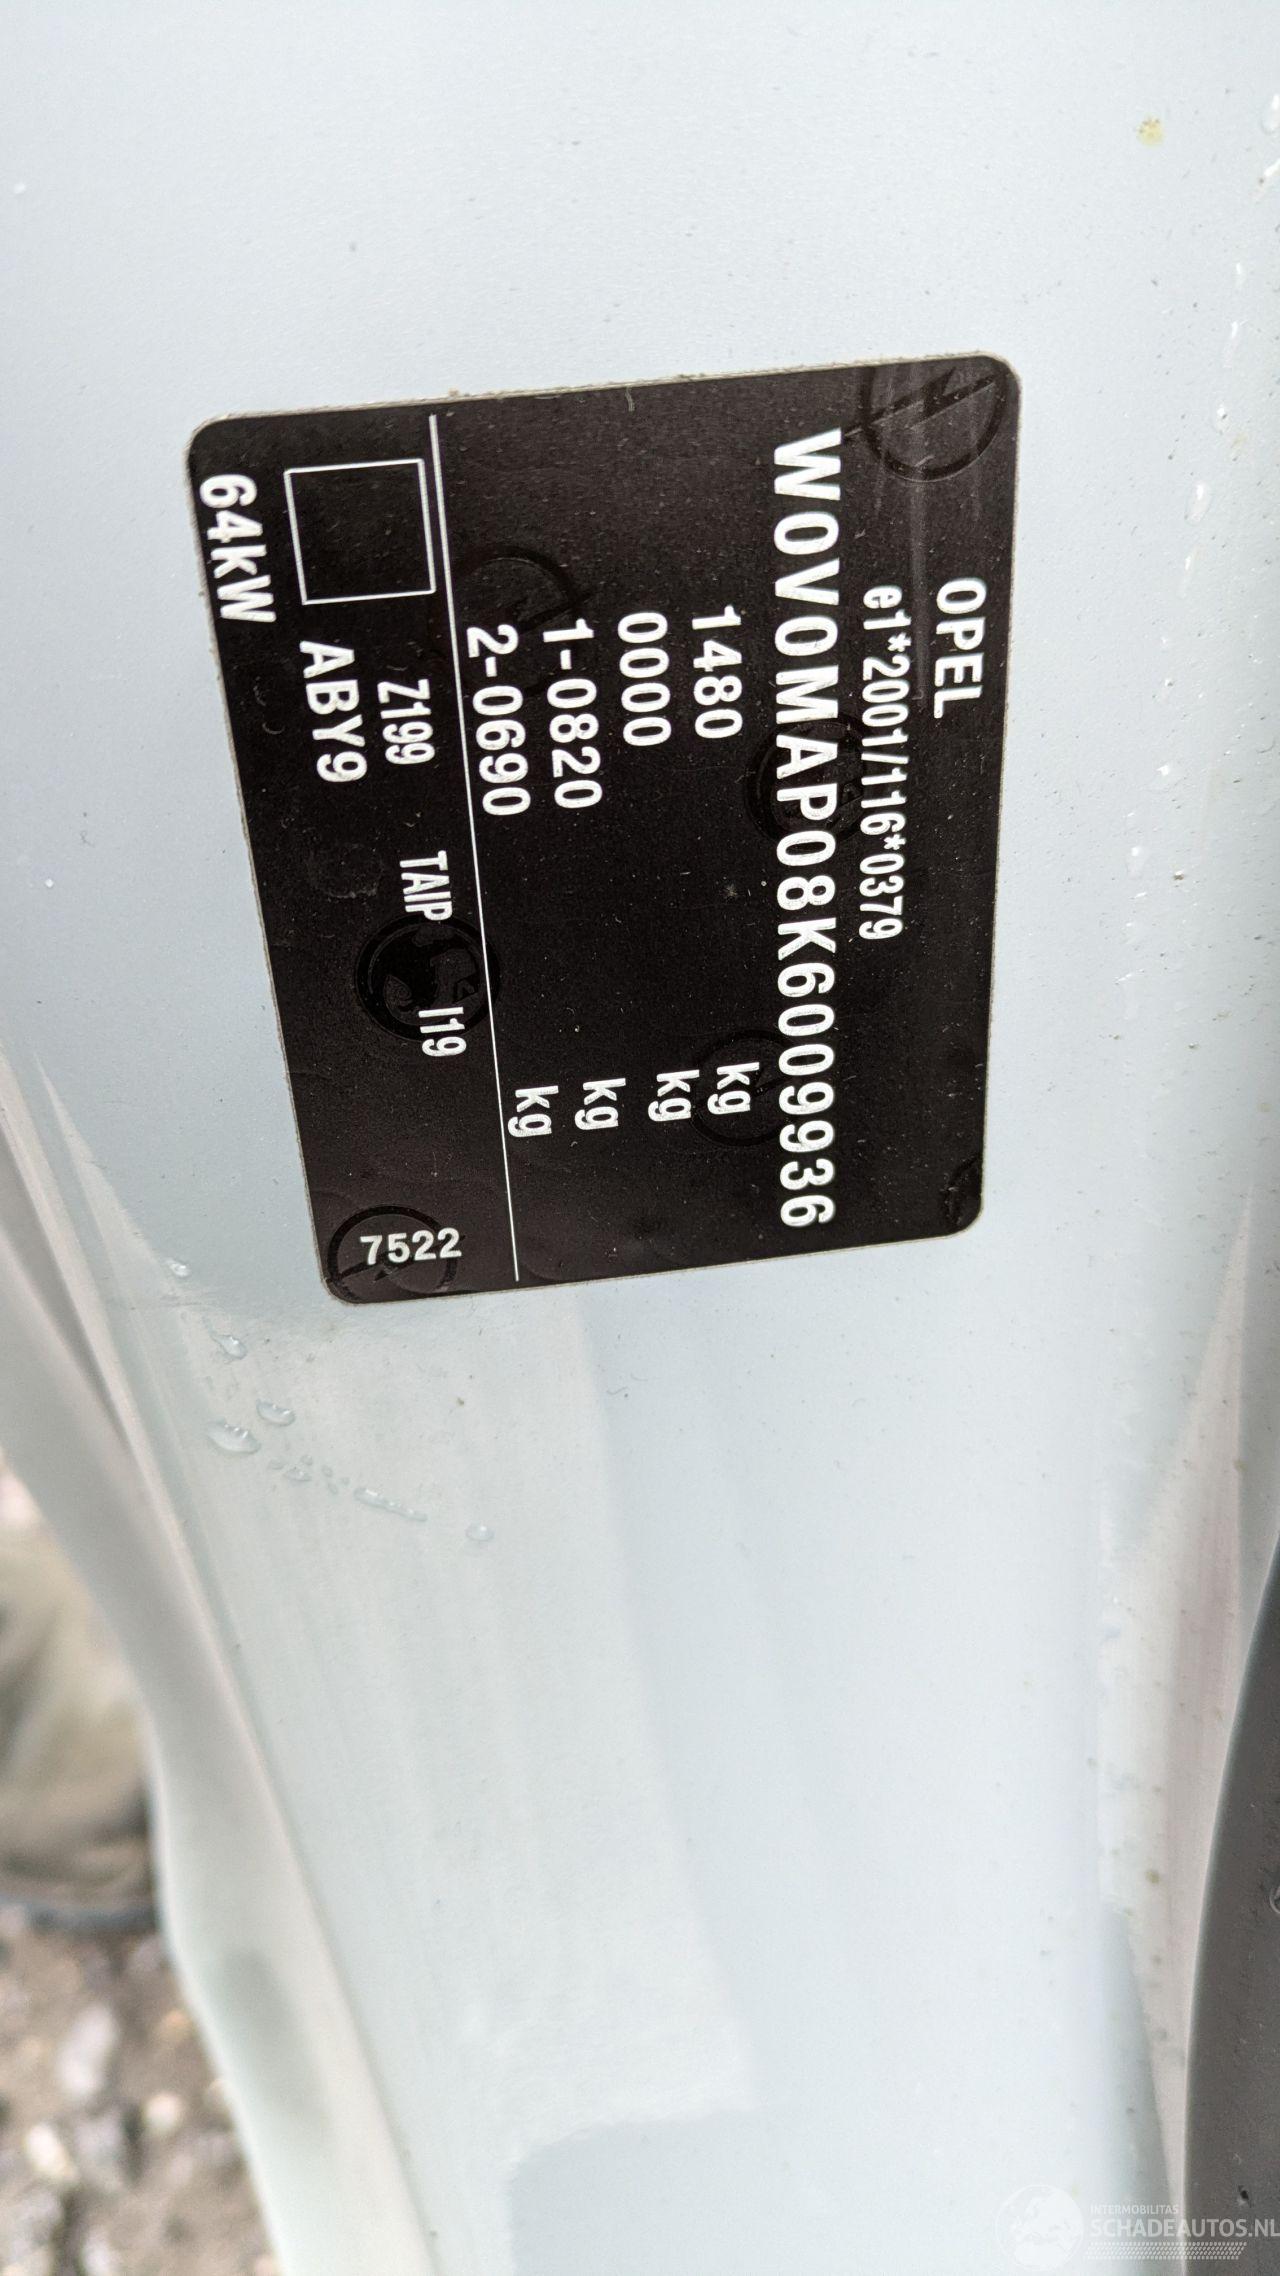 OPEL
e1*2001/116*0379
W0V0MAP08K6009936
1480 kg
0000 kg
1-0820 kg
2-0690 kg
Z199 TAIP I19
ABY9
64kW
7522
INTERMOBILITAS
SCHADEAUTOS.NL